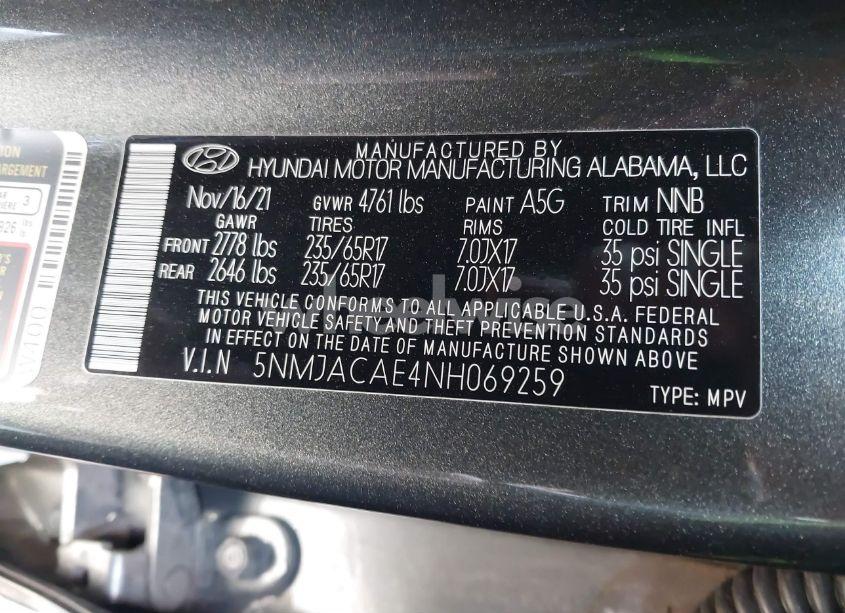 MANUFACTURED BY
HYUNDAI MOTOR MANUFACTURING ALABAMA, LLC
Nov/16/21 GVWR 4761 lbs PAINT A5G TRIM NNB
GAWR TIRES RIMS COLD TIRE INFL
FRONT 2778 lbs 235/65R17 7.0JX17 35 psi SINGLE
REAR 2646 lbs 235/65R17 7.0JX17 35 psi SINGLE
THIS VEHICLE CONFORMS TO ALL APPLICABLE U.S.A. FEDERAL
MOTOR VEHICLE SAFETY AND THEFT PREVENTION STANDARDS
IN EFFECT ON THE DATE OF MANUFACTURE SHOWN ABOVE.
V.I.N 5NMJACAE4NH069259
TYPE: MPV
3
lbs